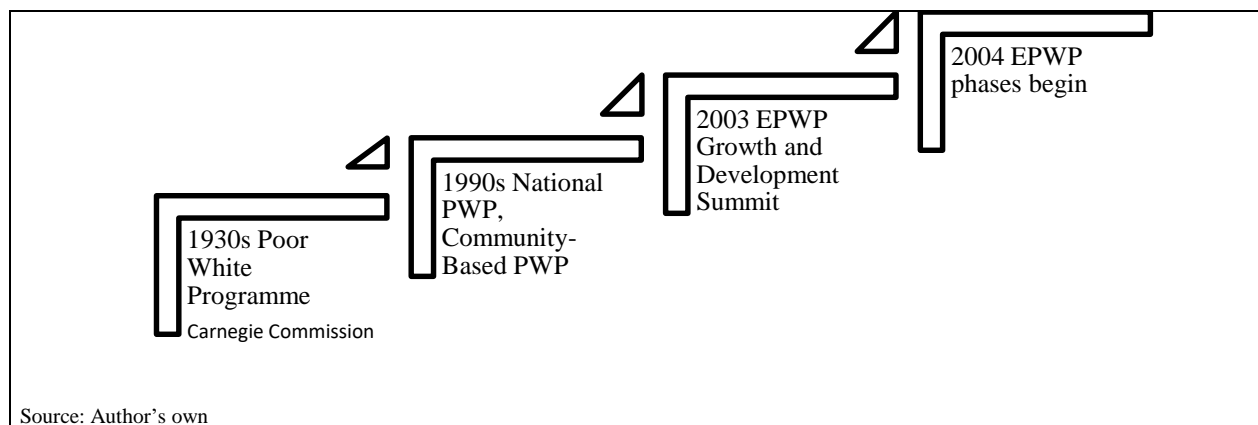 2004 EPWP
phases begin
2003 EPWP
Growth and
Development
Summit
1990s National
PWP,
Community-
Based PWP
1930s Poor
White
Programme
Carnegie Commission
Source: Author's own